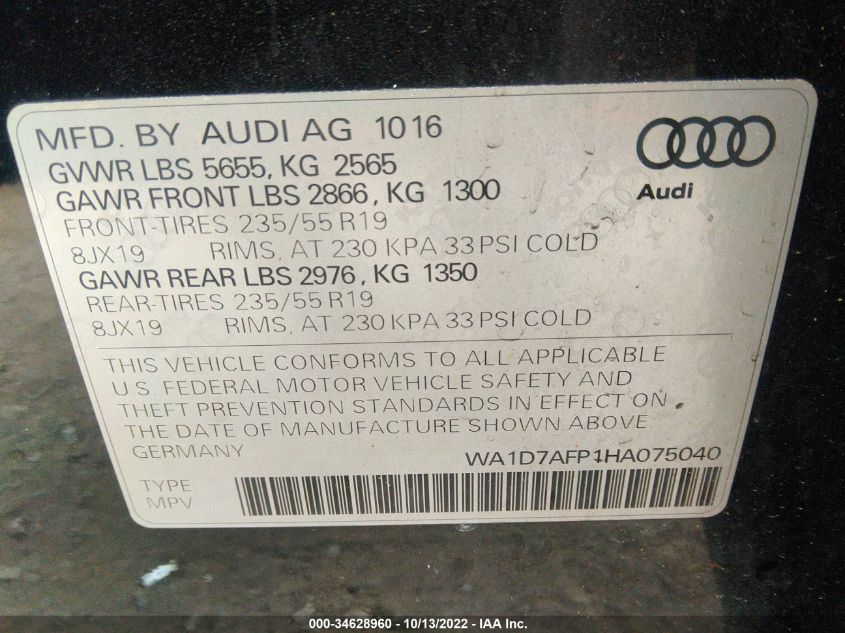 MFD. BY AUDI AG 1016
GVWR LBS 5655, KG 2565
GAWR FRONT LBS 2866, KG 1300
FRONT-TIRES 235/55 R19
8JX19 RIMS, AT 230 KPA 33 PSI COLD
GAWR REAR LBS 2976, KG 1350
REAR-TIRES 235/55 R19
8JX19 RIMS, AT 230 KPA 33 PSI COLD
Audi
THIS VEHICLE CONFORMS TO ALL APPLICABLE
U.S. FEDERAL MOTOR VEHICLE SAFETY AND
THEFT PREVENTION STANDARDS IN EFFECT ON
THE DATE OF MANUFACTURE SHOWN ABOVE.
GERMANY WA1D7AFP1HA075040
TYPE
MPV
000-34628960 - 10/13/2022 - IAA Inc.